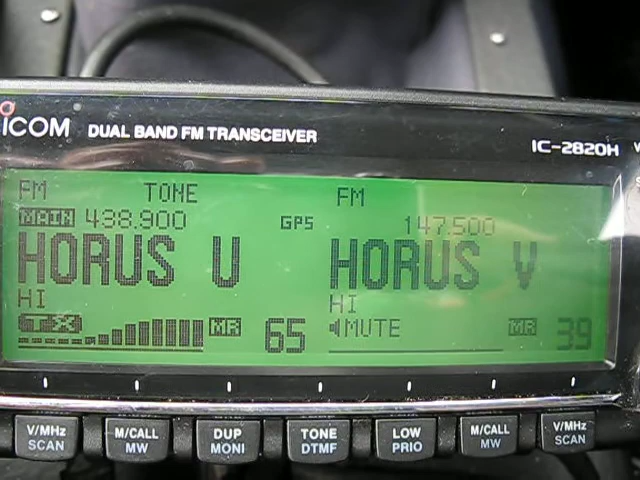 ICOM DUAL BAND FM TRANSCEIVER IC-2820H
FM TONE FM
MAIN 438.900 GPS 147.500
HORUS U HORUS V
HI HI
TX MR 65 MUTE MR 39
V/MHz M/CALL DUP TONE LOW M/CALL V/MHz
SCAN MW MONI DTMF PRIO MW SCAN